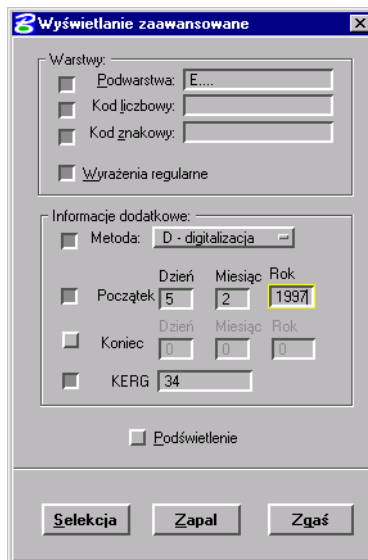 Wyświetlanie zaawansowane
Warstwy:
Podwarstwa: E....
Kod liczbowy:
Kod znakowy:
Wyrażenia regularne
Informacje dodatkowe:
Metoda: D - digitalizacja
Dzień Miesiąc Rok
Początek 5 2 1997
Dzień Miesiąc Rok
Koniec 0 0 0
KERG 34
Podświetlenie
Selekcja Zapal Zgaś